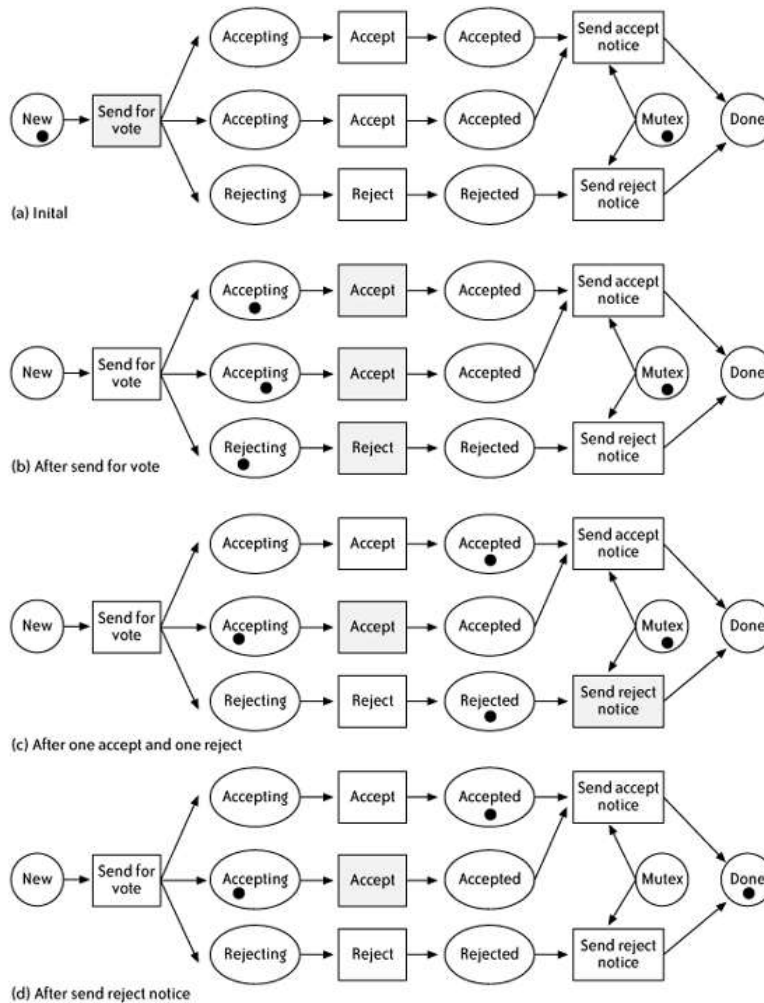 Accepting Accept Accepted Send accept
notice
New Send for
vote Accepting Accept Accepted Mutex Done
Rejecting Reject Rejected Send reject
notice
(a) Inital
Accepting Accept Accepted Send accept
notice
New Send for
vote Accepting Accept Accepted Mutex Done
Rejecting Reject Rejected Send reject
notice
(b) After send for vote
Accepting Accept Accepted Send accept
notice
New Send for
vote Accepting Accept Accepted Mutex Done
Rejecting Reject Rejected Send reject
notice
(c) After one accept and one reject
Accepting Accept Accepted Send accept
notice
New Send for
vote Accepting Accept Accepted Mutex Done
Rejecting Reject Rejected Send reject
notice
(d) After send reject notice